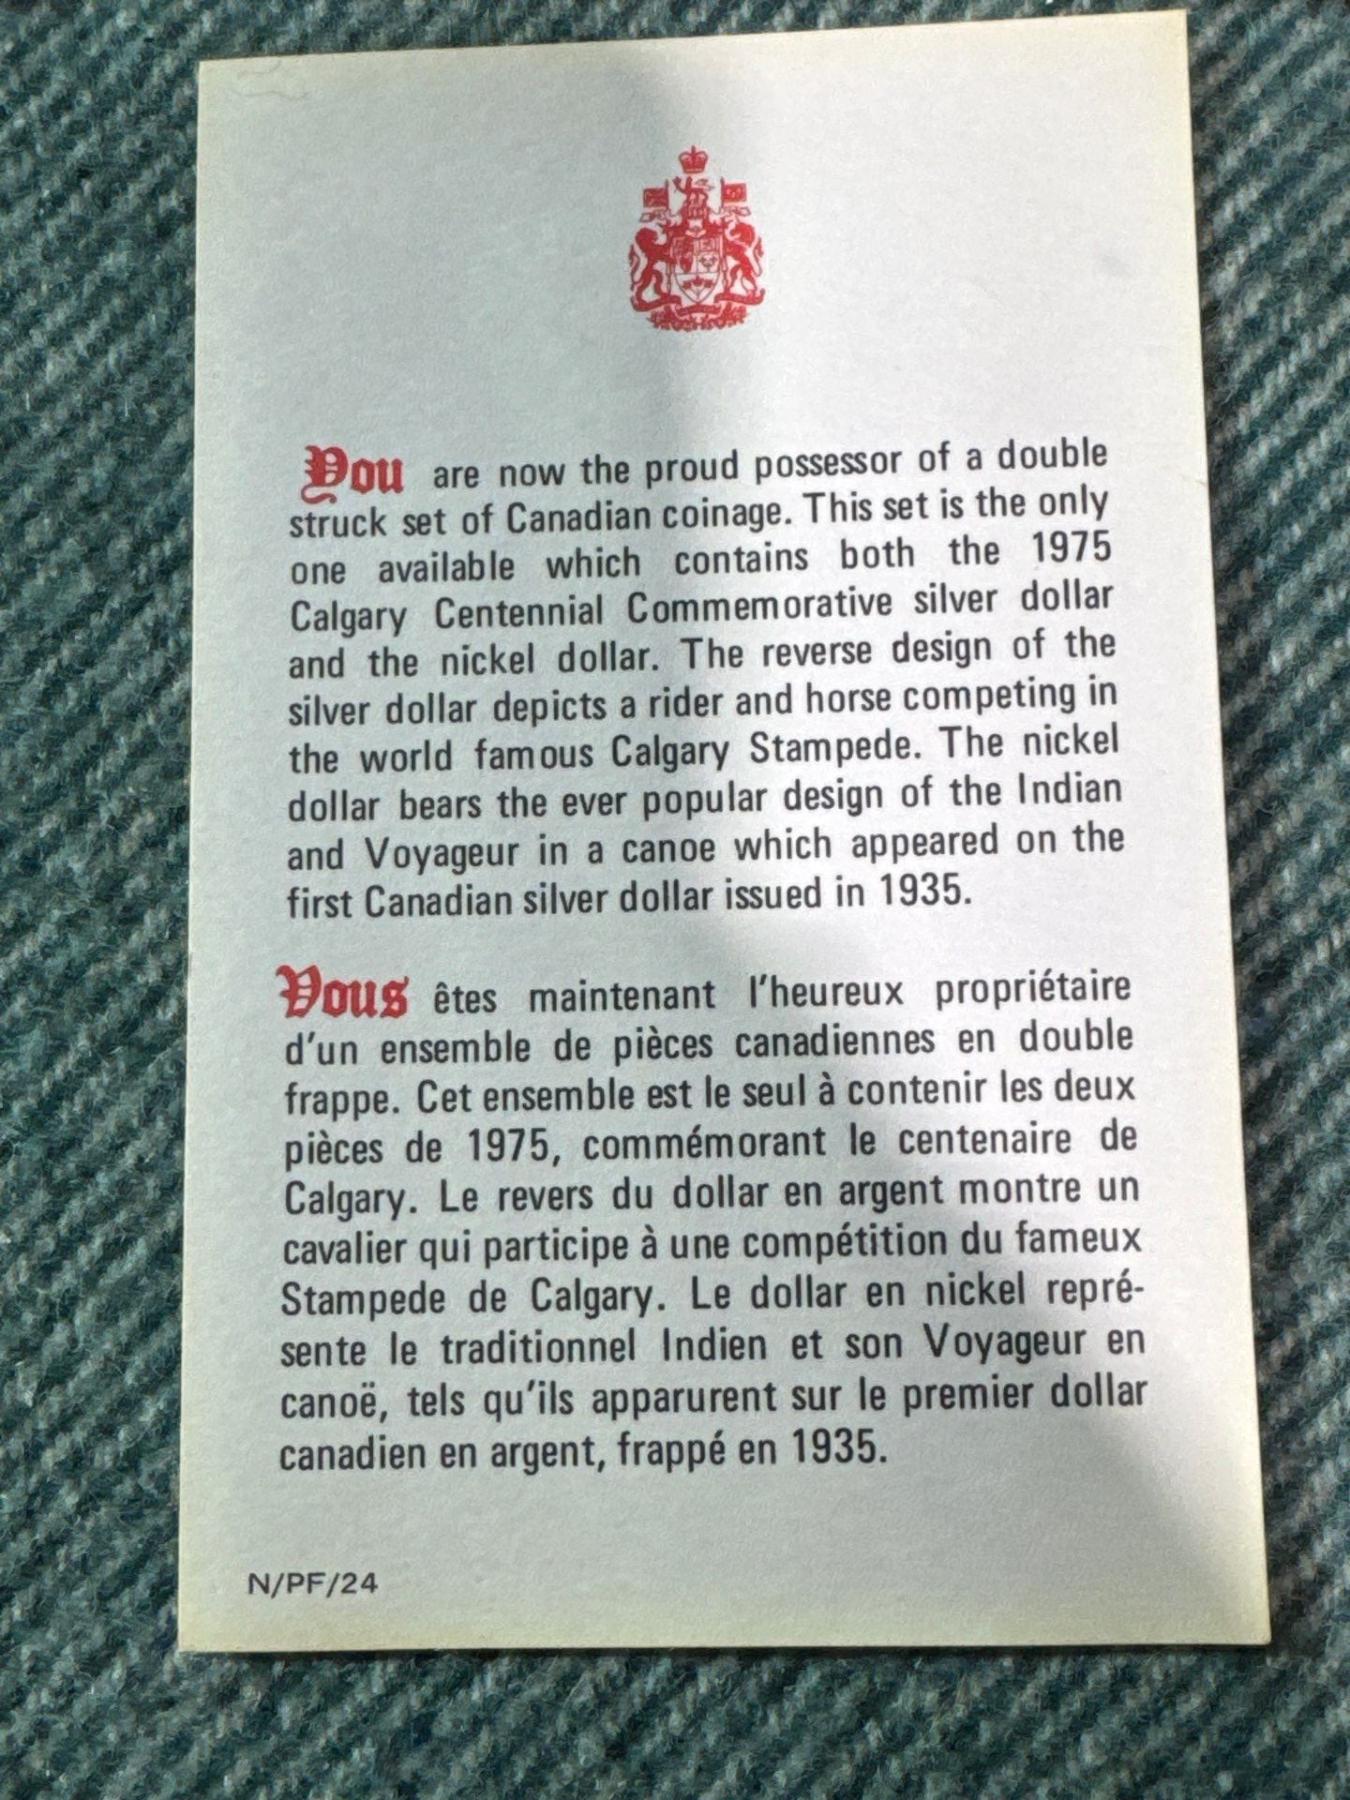 You are now the proud possessor of a double
struck set of Canadian coinage. This set is the only
one available which contains both the 1975
Calgary Centennial Commemorative silver dollar
and the nickel dollar. The reverse design of the
silver dollar depicts a rider and horse competing in
the world famous Calgary Stampede. The nickel
dollar bears the ever popular design of the Indian
and Voyageur in a canoe which appeared on the
first Canadian silver dollar issued in 1935.
Vous êtes maintenant l'heureux propriétaire
d'un ensemble de pièces canadiennes en double
frappe. Cet ensemble est le seul à contenir les deux
pièces de 1975, commémorant le centenaire de
Calgary. Le revers du dollar en argent montre un
cavalier qui participe à une compétition du fameux
Stampede de Calgary. Le dollar en nickel repré-
sente le traditionnel Indien et son Voyageur en
canoë, tels qu'ils apparurent sur le premier dollar
canadien en argent, frappé en 1935.
N/PF/24